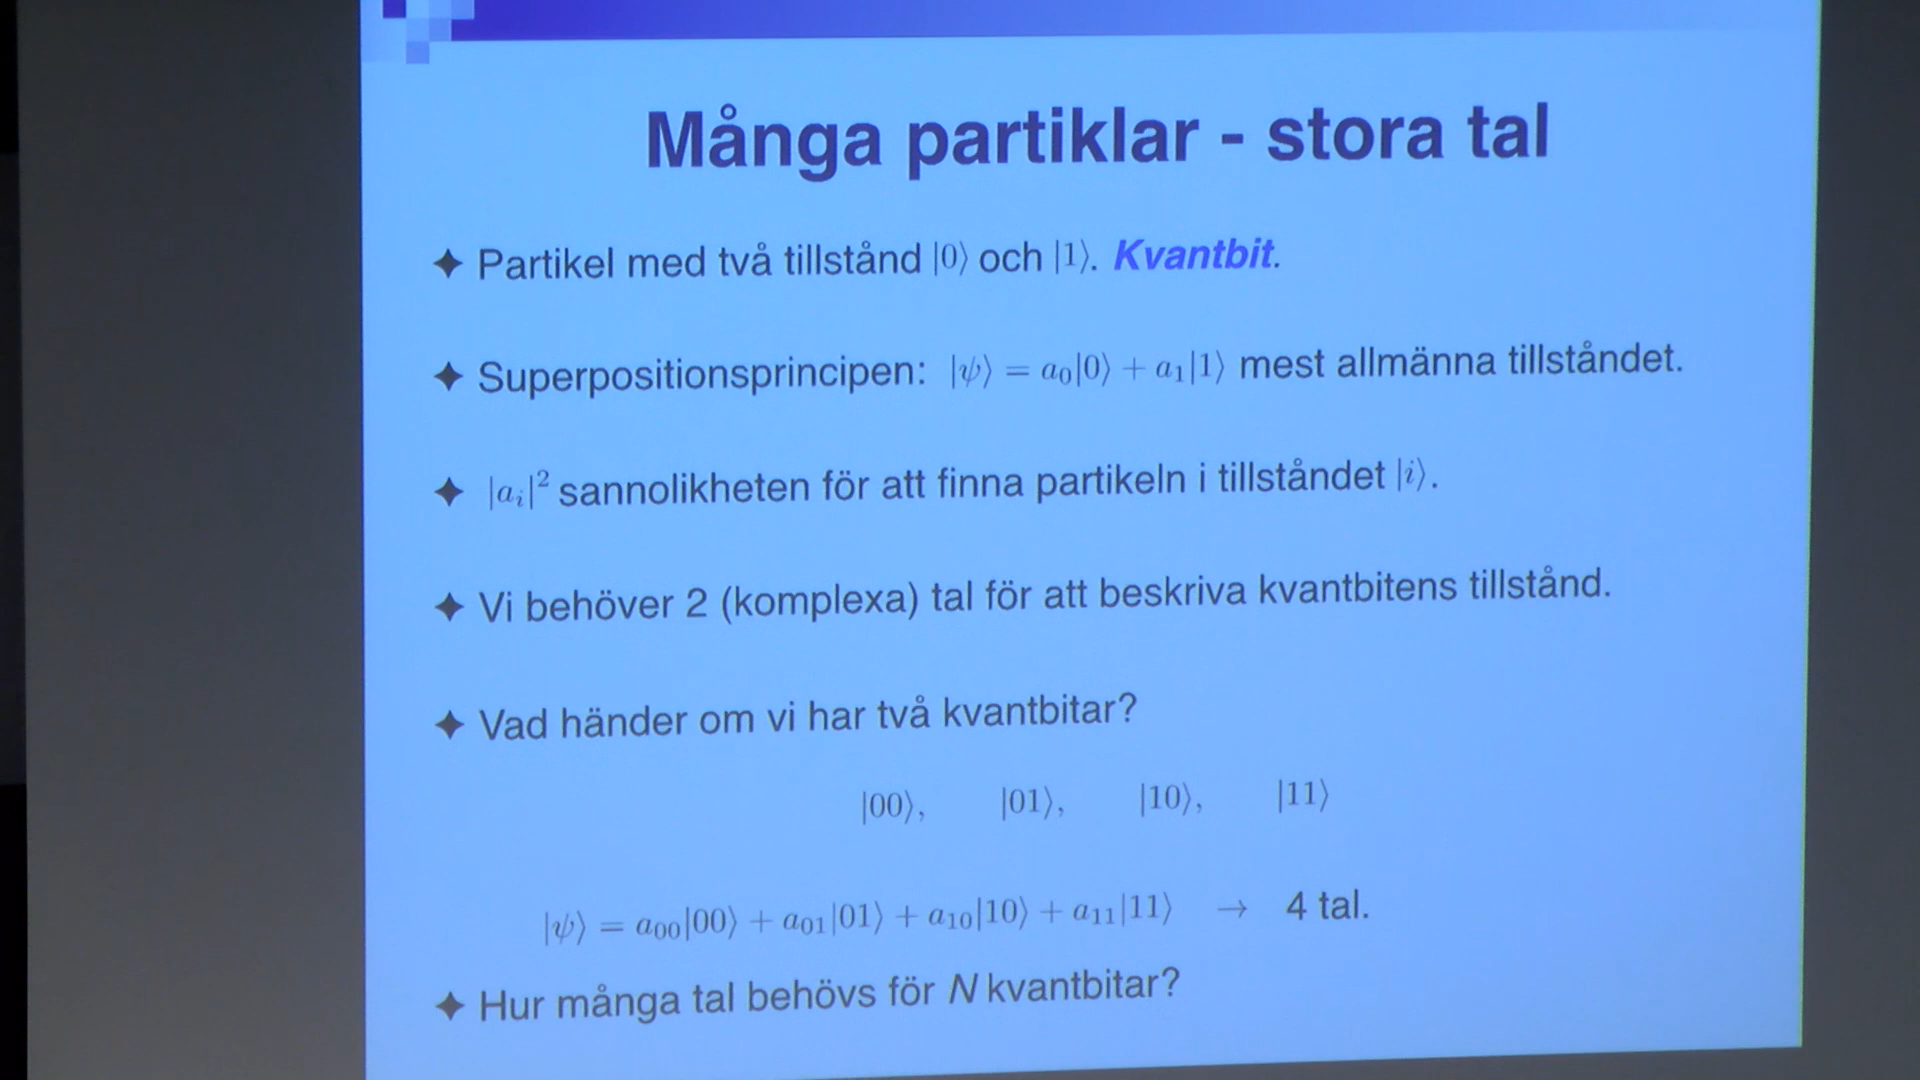 Många partiklar - stora tal
✦ Partikel med två tillstånd |0⟩ och |1⟩. Kvantbit.
✦ Superpositionsprincipen: |ψ⟩ = a₀|0⟩ + a₁|1⟩ mest allmänna tillståndet.
✦ |aᵢ|² sannolikheten för att finna partikeln i tillståndet |i⟩.
✦ Vi behöver 2 (komplexa) tal för att beskriva kvantbitens tillstånd.
✦ Vad händer om vi har två kvantbitar?
|00⟩, |01⟩, |10⟩, |11⟩
|ψ⟩ = a₀₀|00⟩ + a₀₁|01⟩ + a₁₀|10⟩ + a₁₁|11⟩ → 4 tal.
✦ Hur många tal behövs för N kvantbitar?